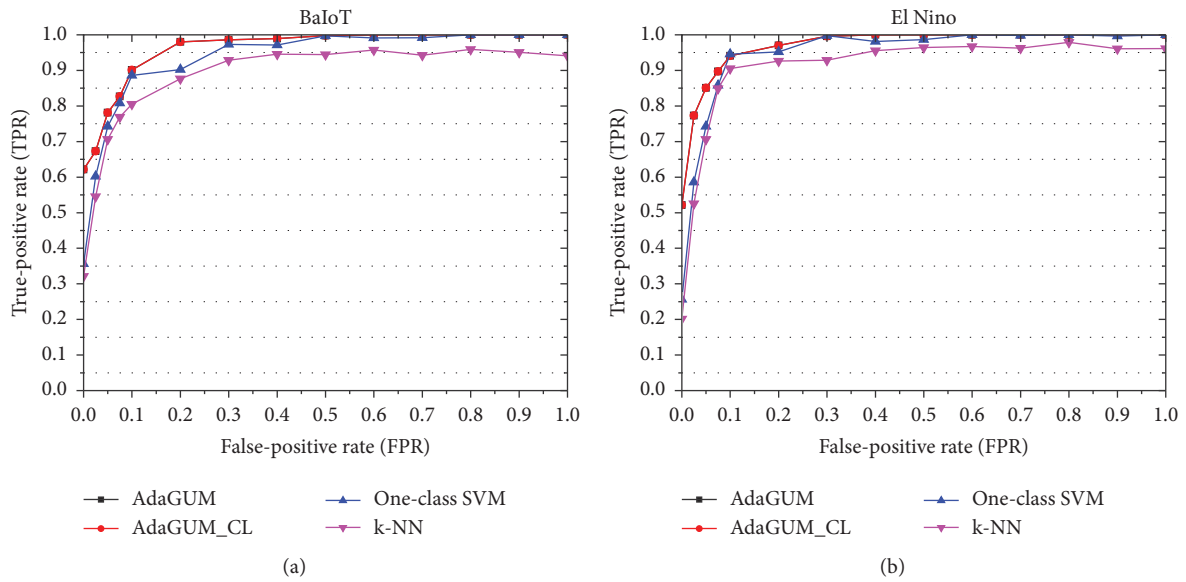 BaIoT
1.0
0.9
0.8
0.7
0.6
0.5
0.4
0.3
0.2
0.1
0.0
True-positive rate (TPR)
0.0 0.1 0.2 0.3 0.4 0.5 0.6 0.7 0.8 0.9 1.0
False-positive rate (FPR)
AdaGUM
AdaGUM_CL
One-class SVM
k-NN
(a)
El Nino
1.0
0.9
0.8
0.7
0.6
0.5
0.4
0.3
0.2
0.1
0.0
True-positive rate (TPR)
0.0 0.1 0.2 0.3 0.4 0.5 0.6 0.7 0.8 0.9 1.0
False-positive rate (FPR)
AdaGUM
AdaGUM_CL
One-class SVM
k-NN
(b)